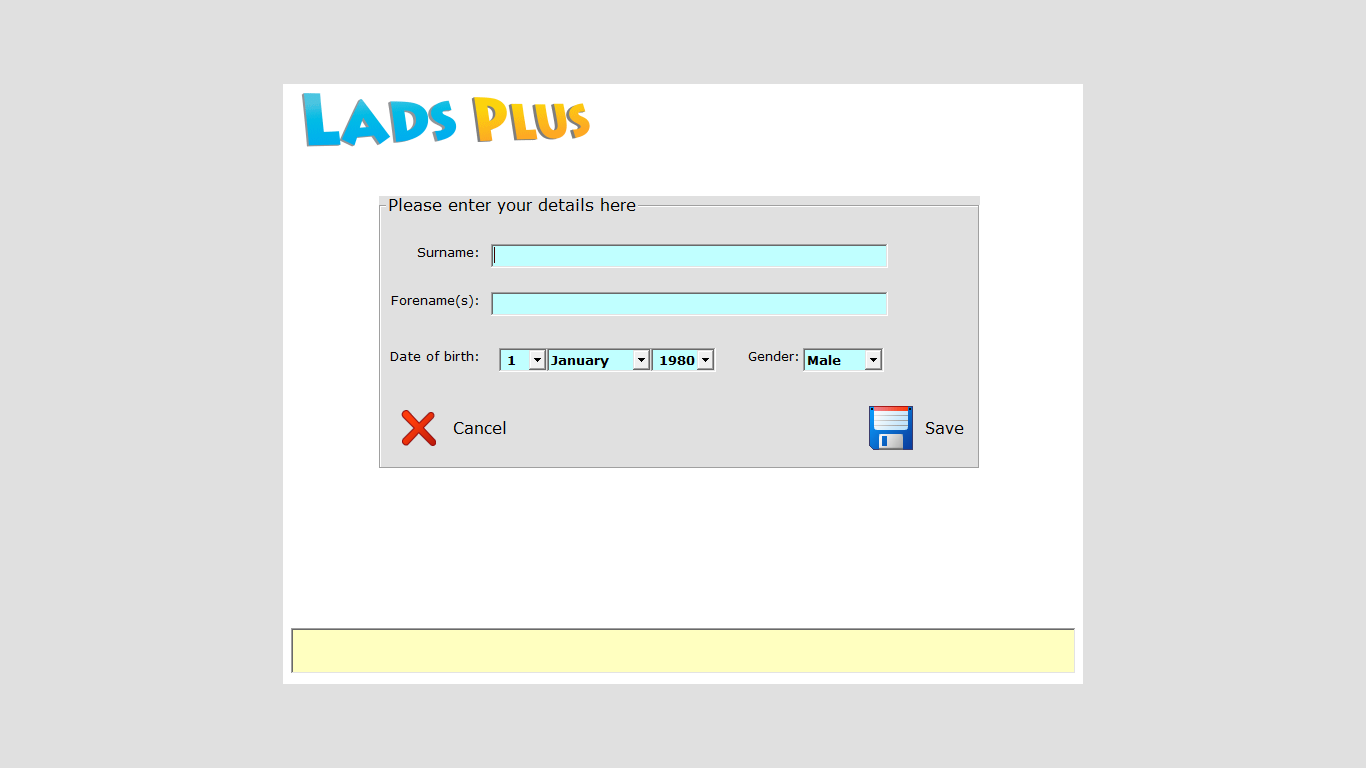 LADS PLUS
Please enter your details here
Surname:
Forename(s):
Date of birth: 1 January 1980 Gender: Male
Cancel Save